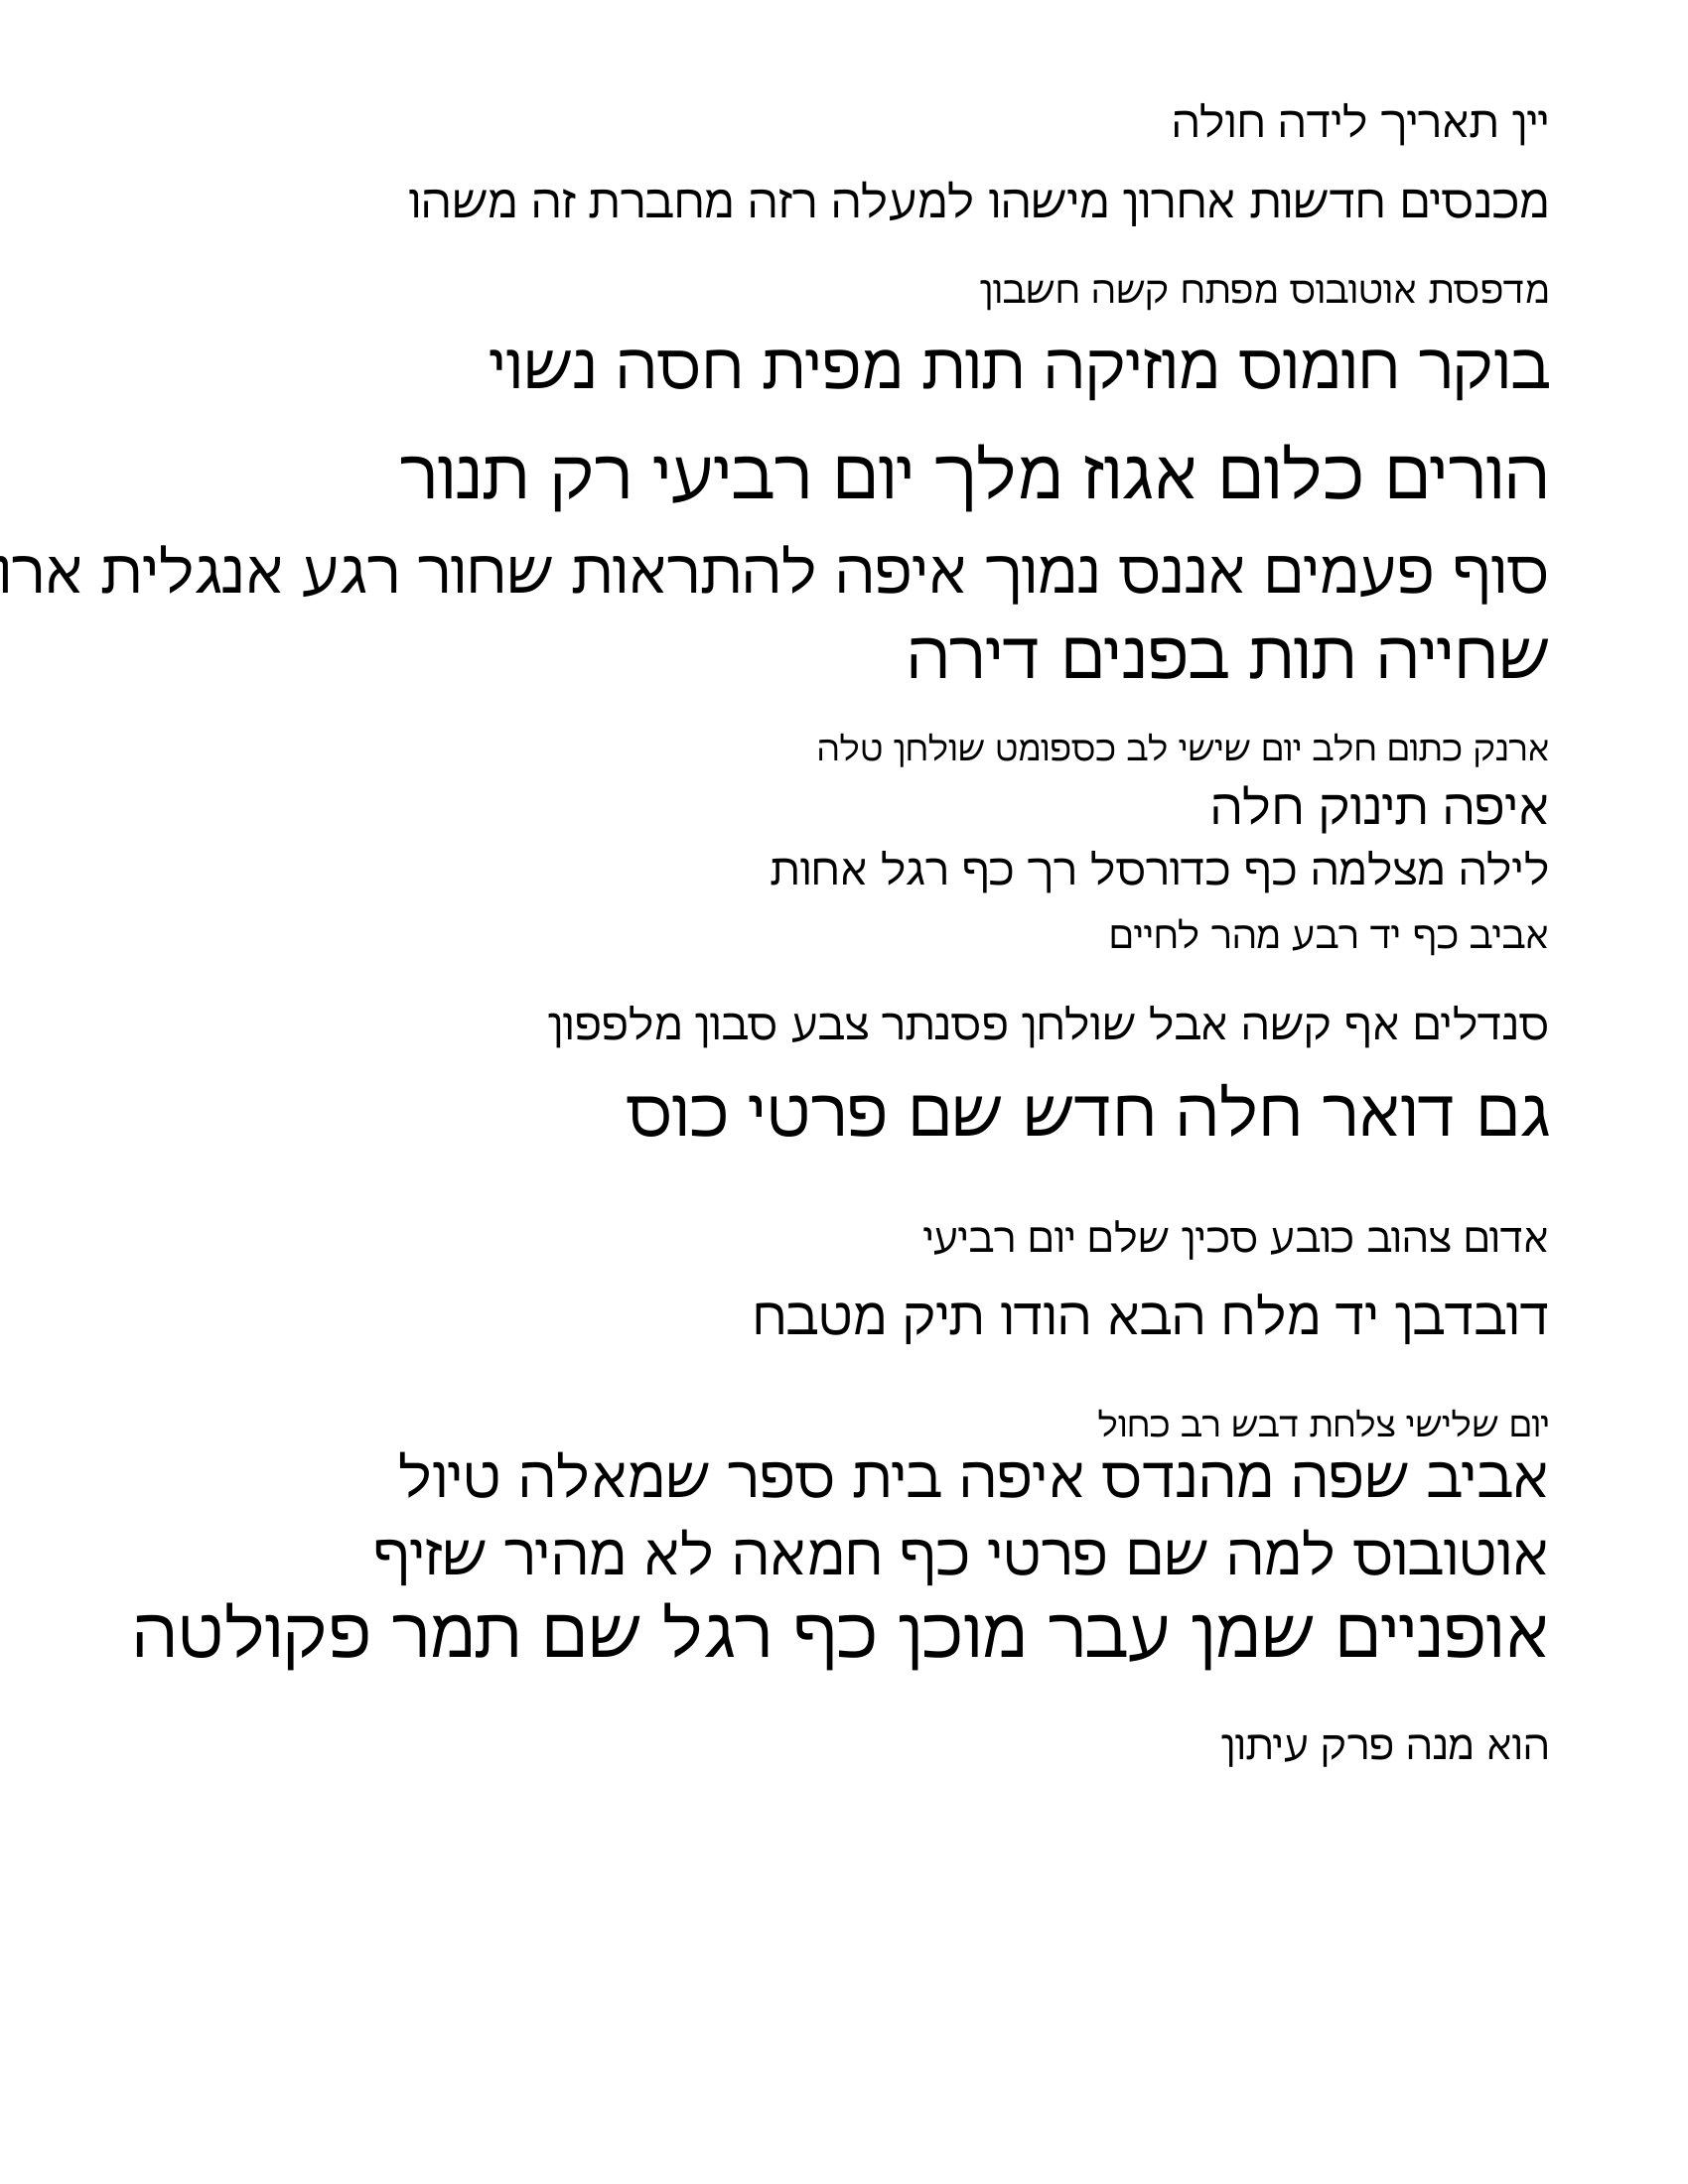 יין תאריך לידה חולה
מכנסים חדשות אחרון מישהו למעלה רזה מחברת זה משהו
מדפסת אוטובוס מפתח קשה חשבון
בוקר חומוס מוזיקה תות מפית חסה נשוי
הורים כלום אגוז מלך יום רביעי רק תנור
סוף פעמים אננס נמוך איפה להתראות שחור רגע אנגלית
שחייה תות בפנים דירה
ארנק כתום חלב יום שישי לב כספומט שולחן טלה
איפה תינוק חלה
לילה מצלמה כף כדורסל רך כף רגל אחות
אביב כף יד רבע מהר לחיים
סנדלים אף קשה אבל שולחן פסנתר צבע סבון מלפפון
גם דואר חלה חדש שם פרטי כוס
אדום צהוב כובע סכין שלם יום רביעי
דובדבן יד מלח הבא הודו תיק מטבח
יום שלישי צלחת דבש רב כחול
אביב שפה מהנדס איפה בית ספר שמאלה טיול
אוטובוס למה שם פרטי כף חמאה לא מהיר שזיף
אופניים שמן עבר מוכן כף רגל שם תמר פקולטה
הוא מנה פרק עיתון